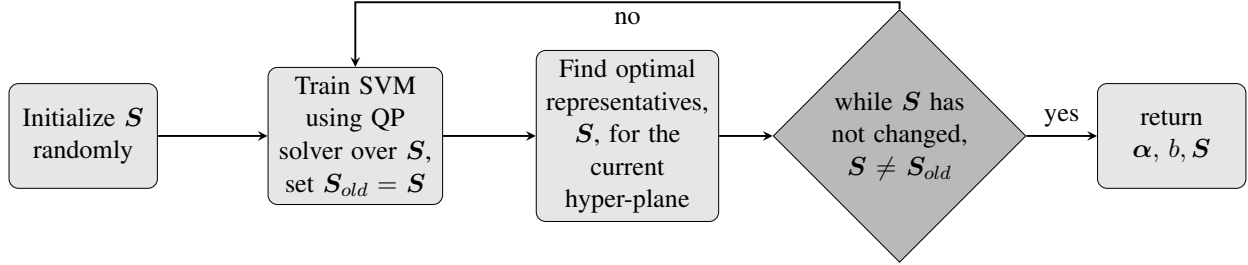 Initialize S
randomly
Train SVM
using QP
solver over S,
set S_old = S
Find optimal
representatives,
S, for the
current
hyper-plane
no
while S has
not changed,
S ≠ S_old
yes
return
α, b, S